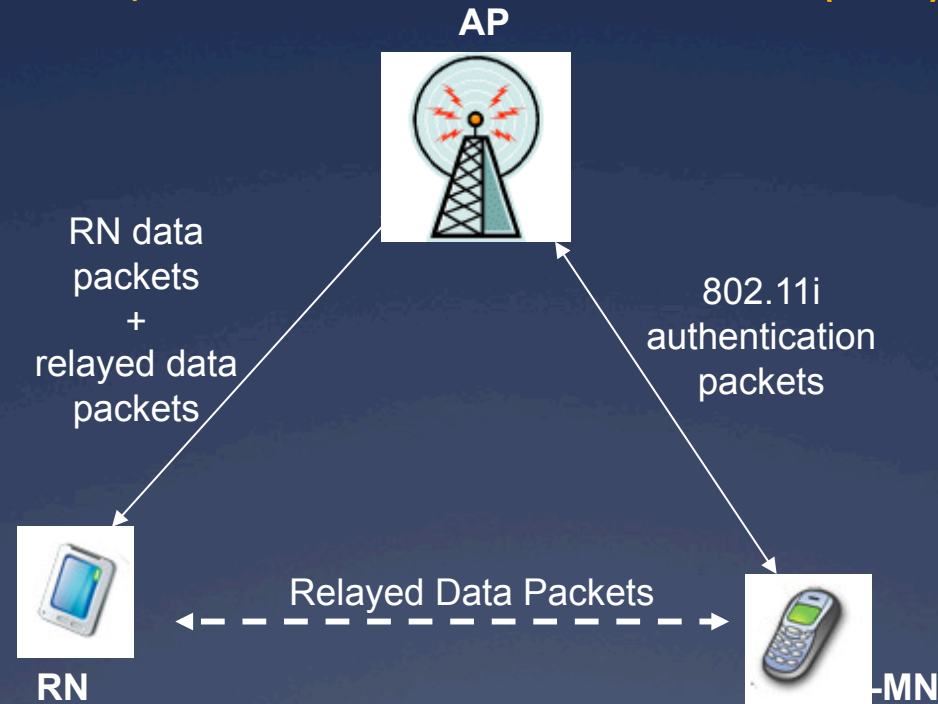 AP
RN data
packets
+
relayed data
packets
802.11i
authentication
packets
Relayed Data Packets
RN
-MN